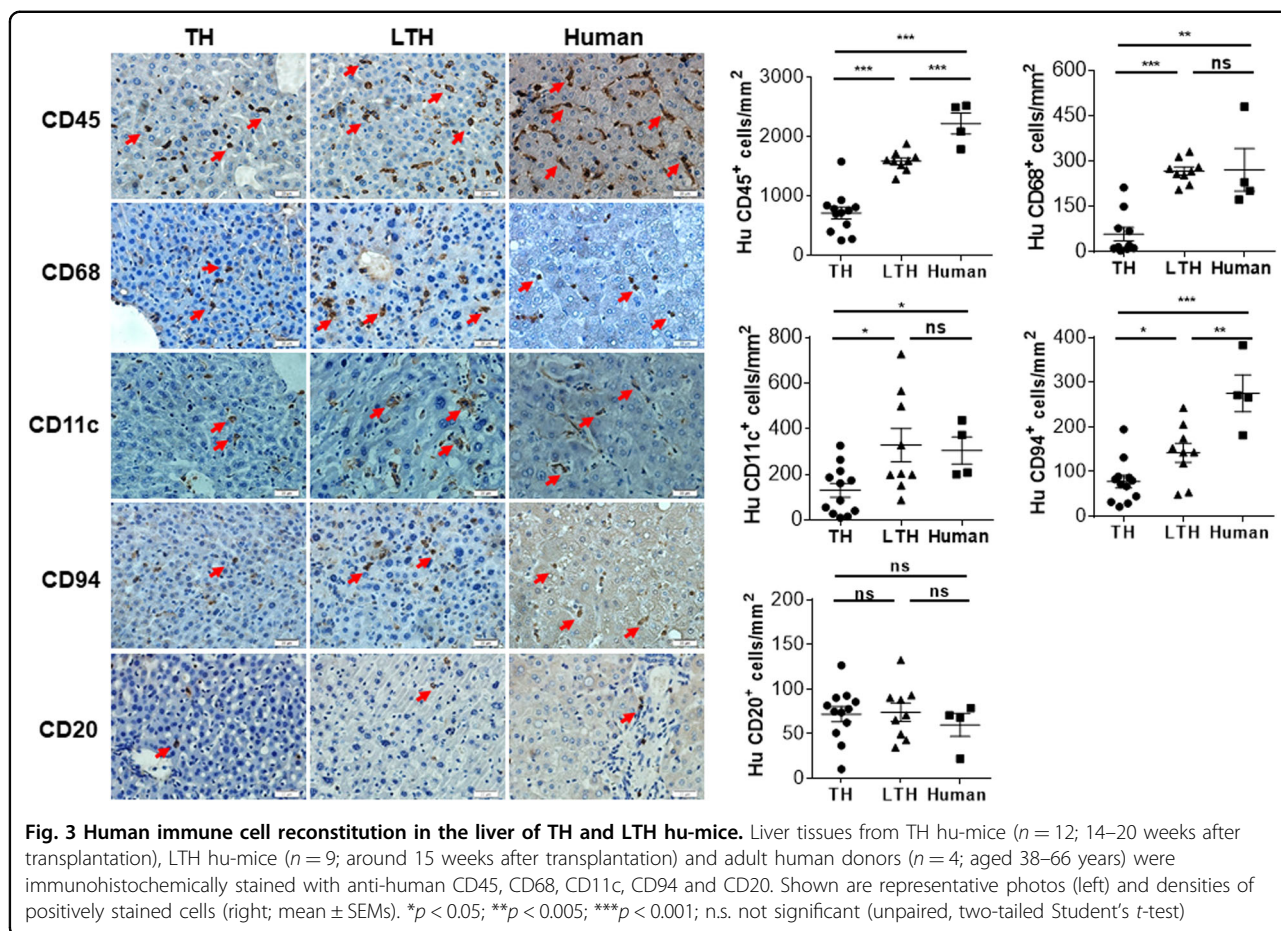 TH LTH Human
CD45
CD68
CD11c
CD94
CD20
***
*** ***
Hu CD45+ cells/mm2
3000
2000
1000
0
TH LTH Human
**
*** ns
Hu CD68+ cells/mm2
600
450
300
150
0
TH LTH Human
*
* ns
Hu CD11c+ cells/mm2
800
600
400
200
0
TH LTH Human
***
* **
Hu CD94+ cells/mm2
400
300
200
100
0
TH LTH Human
ns
ns ns
Hu CD20+ cells/mm2
200
150
100
50
0
TH LTH Human
Fig. 3 Human immune cell reconstitution in the liver of TH and LTH hu-mice. Liver tissues from TH hu-mice (n = 12; 14–20 weeks after
transplantation), LTH hu-mice (n = 9; around 15 weeks after transplantation) and adult human donors (n = 4; aged 38–66 years) were
immunohistochemically stained with anti-human CD45, CD68, CD11c, CD94 and CD20. Shown are representative photos (left) and densities of
positively stained cells (right; mean ± SEMs). *p < 0.05; **p < 0.005; ***p < 0.001; n.s. not significant (unpaired, two-tailed Student's t-test)